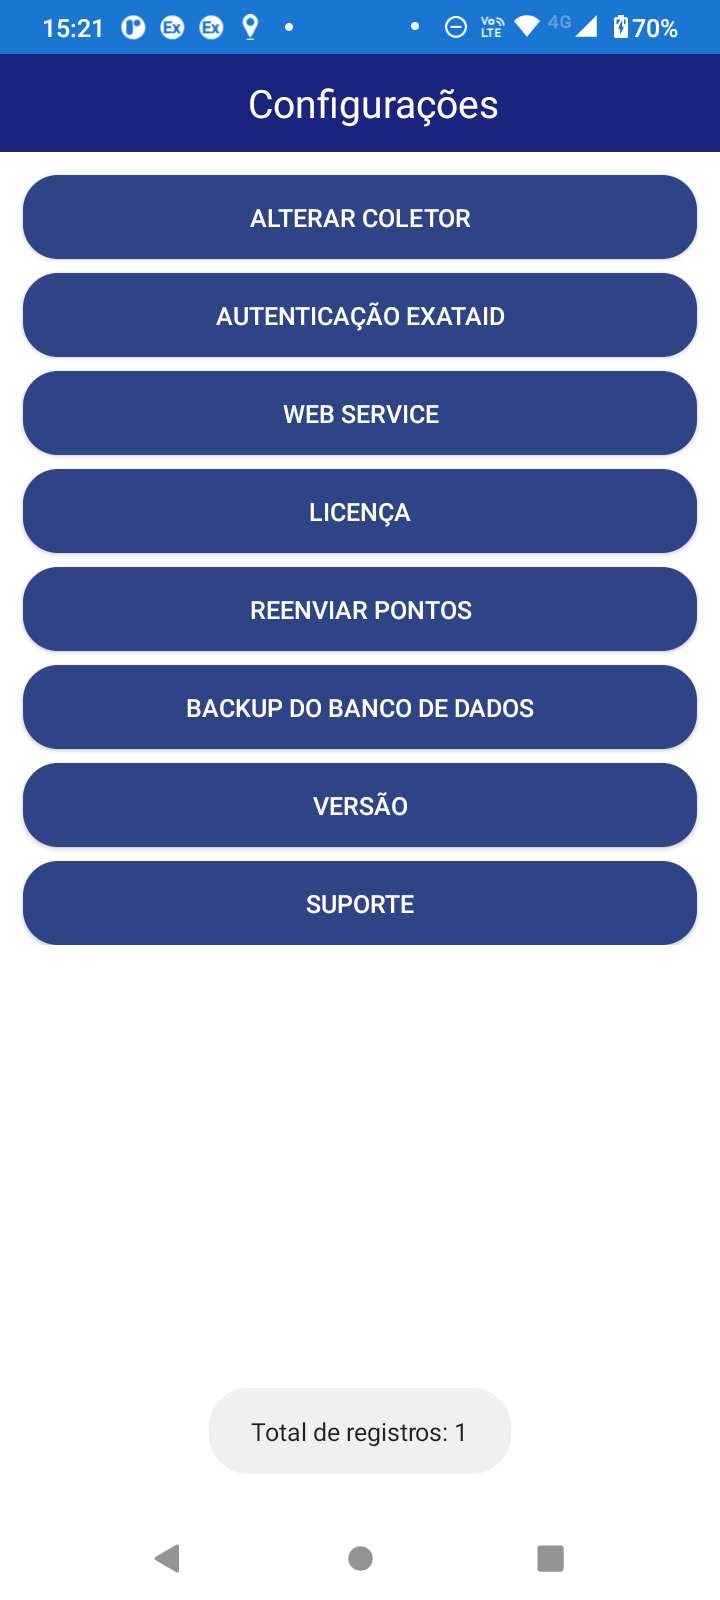 15:21 Ex Ex Vo LTE 4G 70%
Configurações
ALTERAR COLETOR
AUTENTICAÇÃO EXATAID
WEB SERVICE
LICENÇA
REENVIAR PONTOS
BACKUP DO BANCO DE DADOS
VERSÃO
SUPORTE
Total de registros: 1